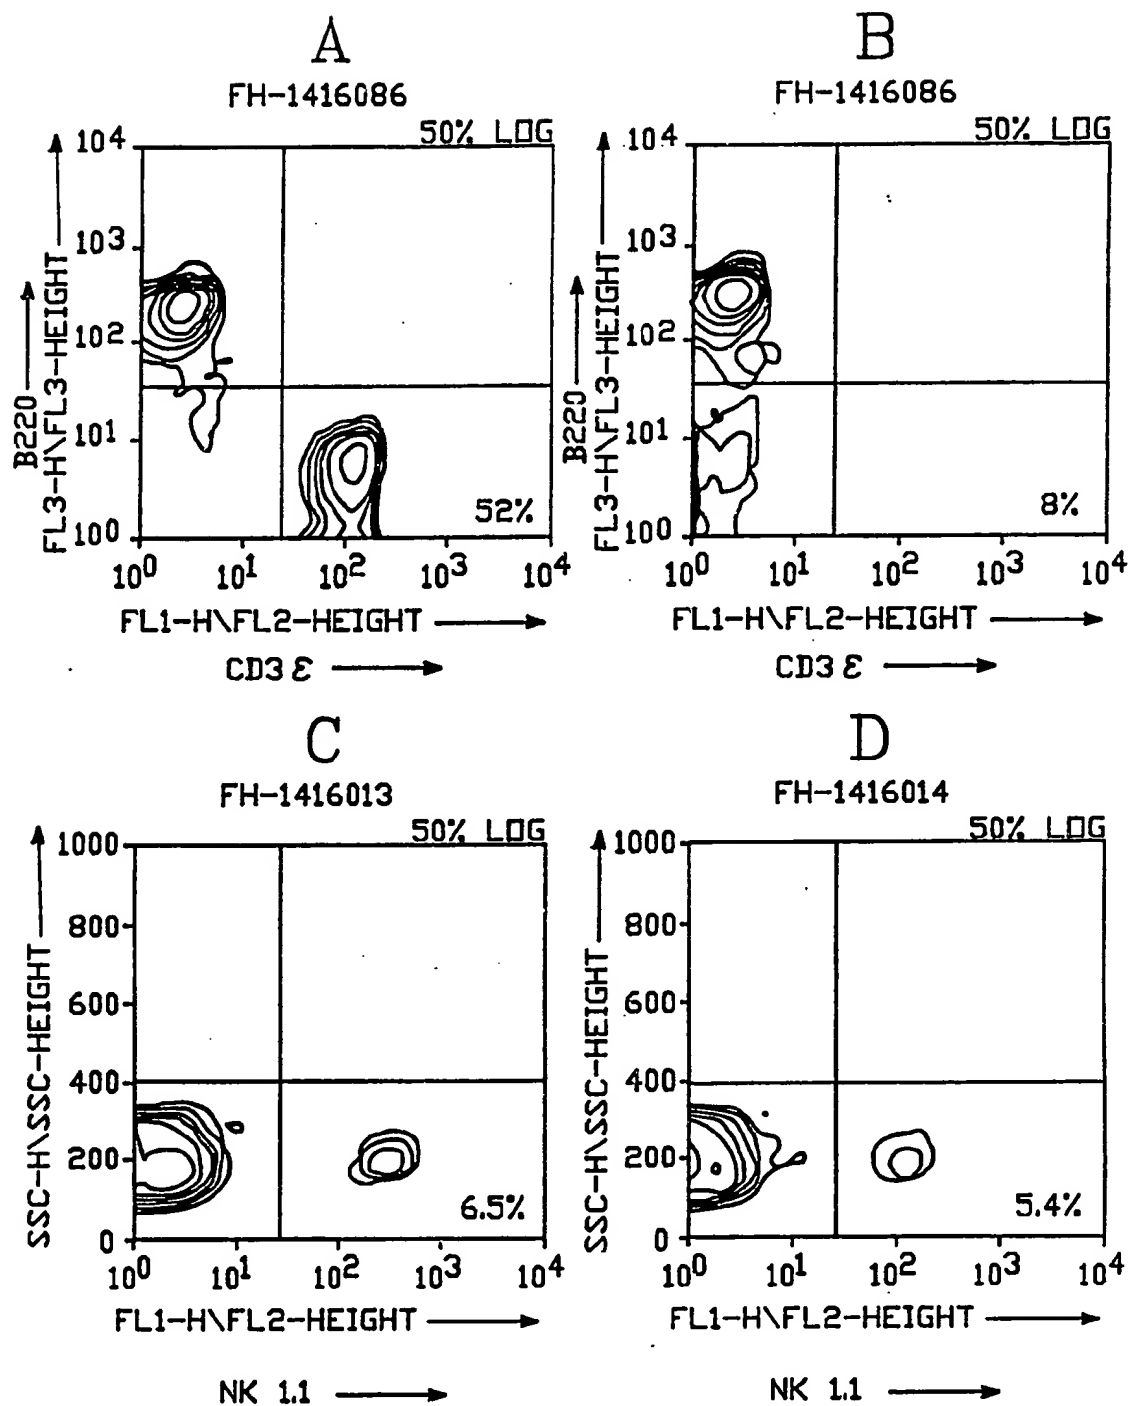 A
FH-1416086
50% LOG
10⁴
10³
10²
10¹
10⁰
B220
FL3-H\FL3-HEIGHT
52%
10⁰ 10¹ 10² 10³ 10⁴
FL1-H\FL2-HEIGHT
CD3 ε
B
FH-1416086
50% LOG
10⁴
10³
10²
10¹
10⁰
B220
FL3-H\FL3-HEIGHT
8%
10⁰ 10¹ 10² 10³ 10⁴
FL1-H\FL2-HEIGHT
CD3 ε
C
FH-1416013
50% LOG
1000
800
600
400
200
0
SSC-H\SSC-HEIGHT
6.5%
10⁰ 10¹ 10² 10³ 10⁴
FL1-H\FL2-HEIGHT
NK 1.1
D
FH-1416014
50% LOG
1000
800
600
400
200
0
SSC-H\SSC-HEIGHT
5.4%
10⁰ 10¹ 10² 10³ 10⁴
FL1-H\FL2-HEIGHT
NK 1.1